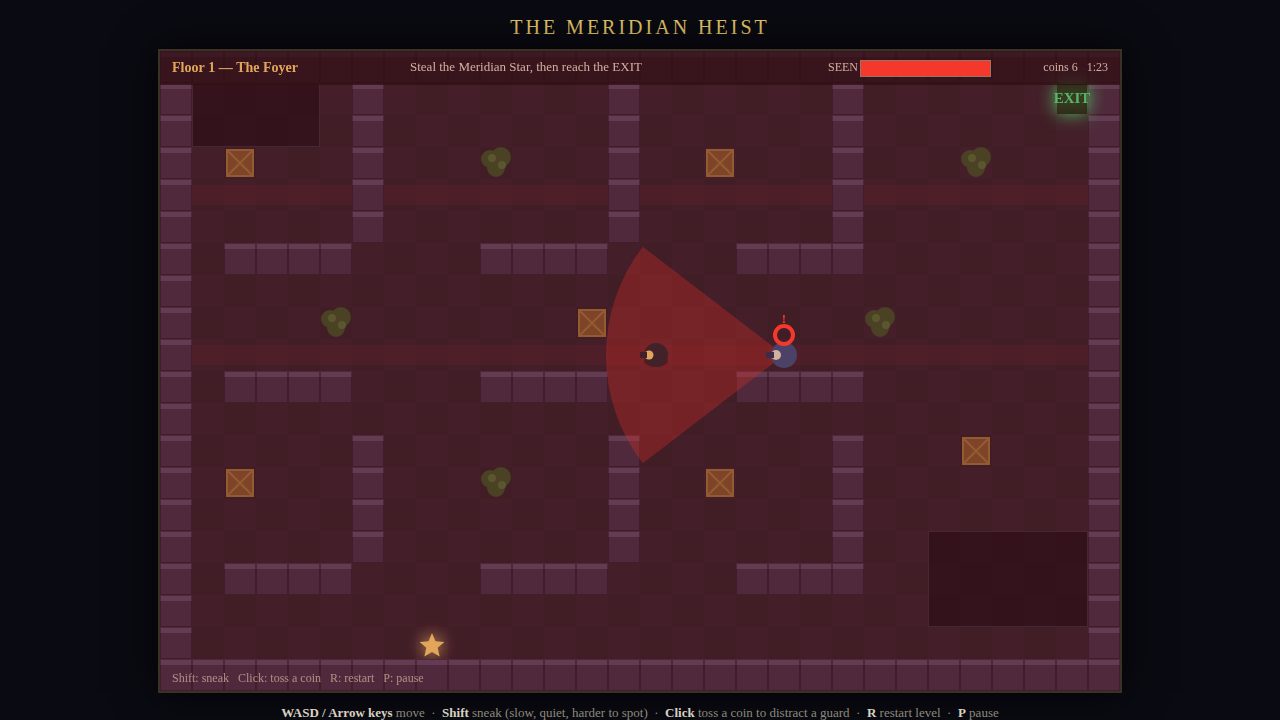 THE MERIDIAN HEIST
Floor 1 — The Foyer
Steal the Meridian Star, then reach the EXIT
SEEN
coins 6 1:23
EXIT
!
Shift: sneak Click: toss a coin R: restart P: pause
WASD / Arrow keys move · Shift sneak (slow, quiet, harder to spot) · Click toss a coin to distract a guard · R restart level · P pause